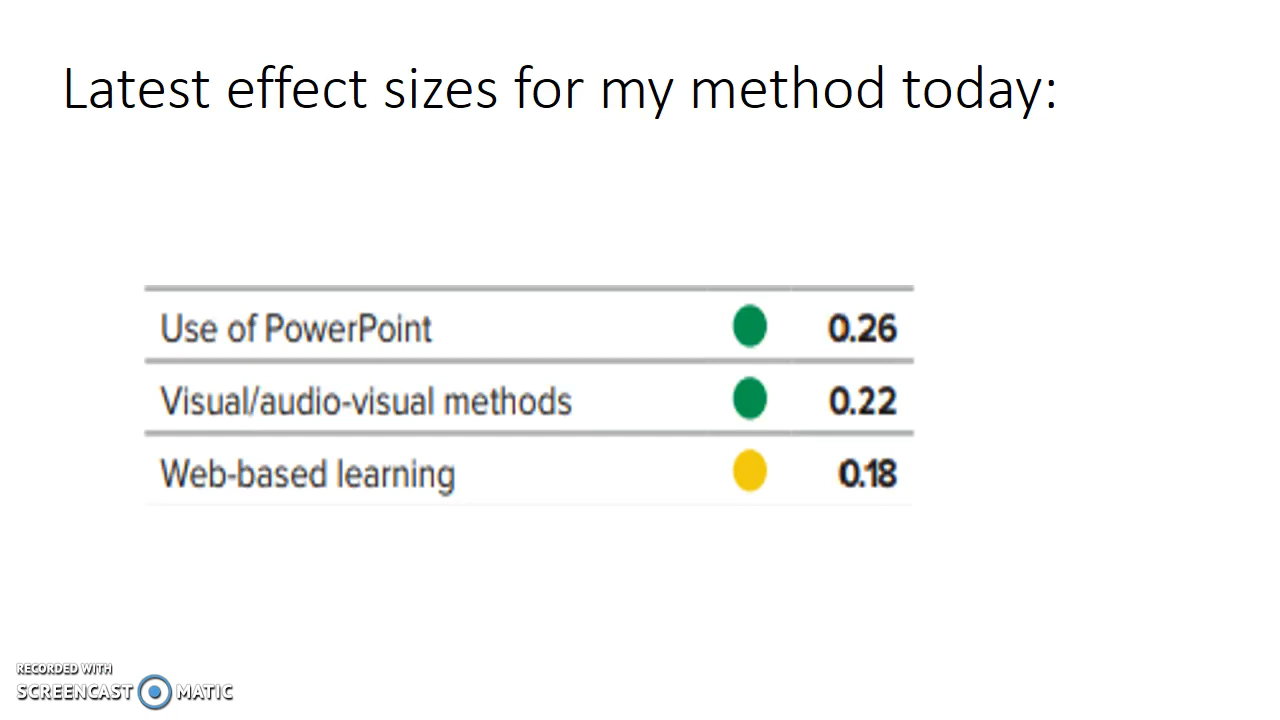 Latest effect sizes for my method today:
Use of PowerPoint 0.26
Visual/audio-visual methods 0.22
Web-based learning 0.18
RECORDED WITH
SCREENCAST MATIC